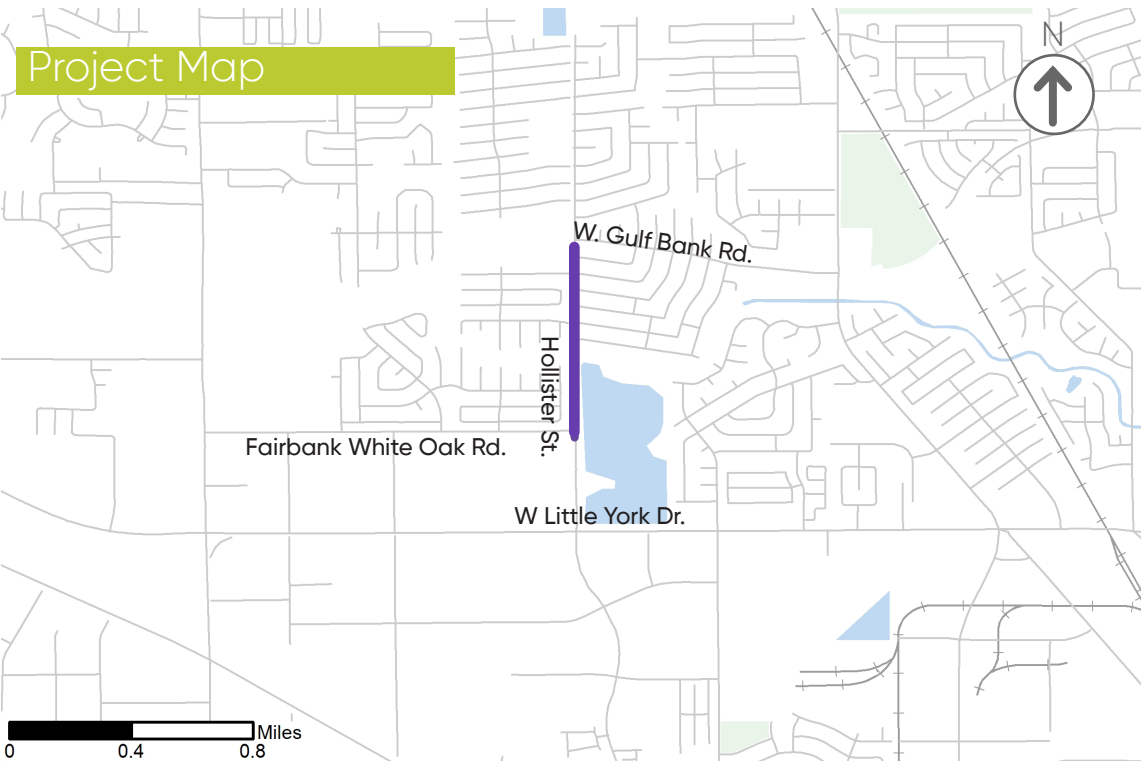 Project Map
N
W. Gulf Bank Rd.
Hollister St.
Fairbank White Oak Rd.
W Little York Dr.
Miles
0 0.4 0.8